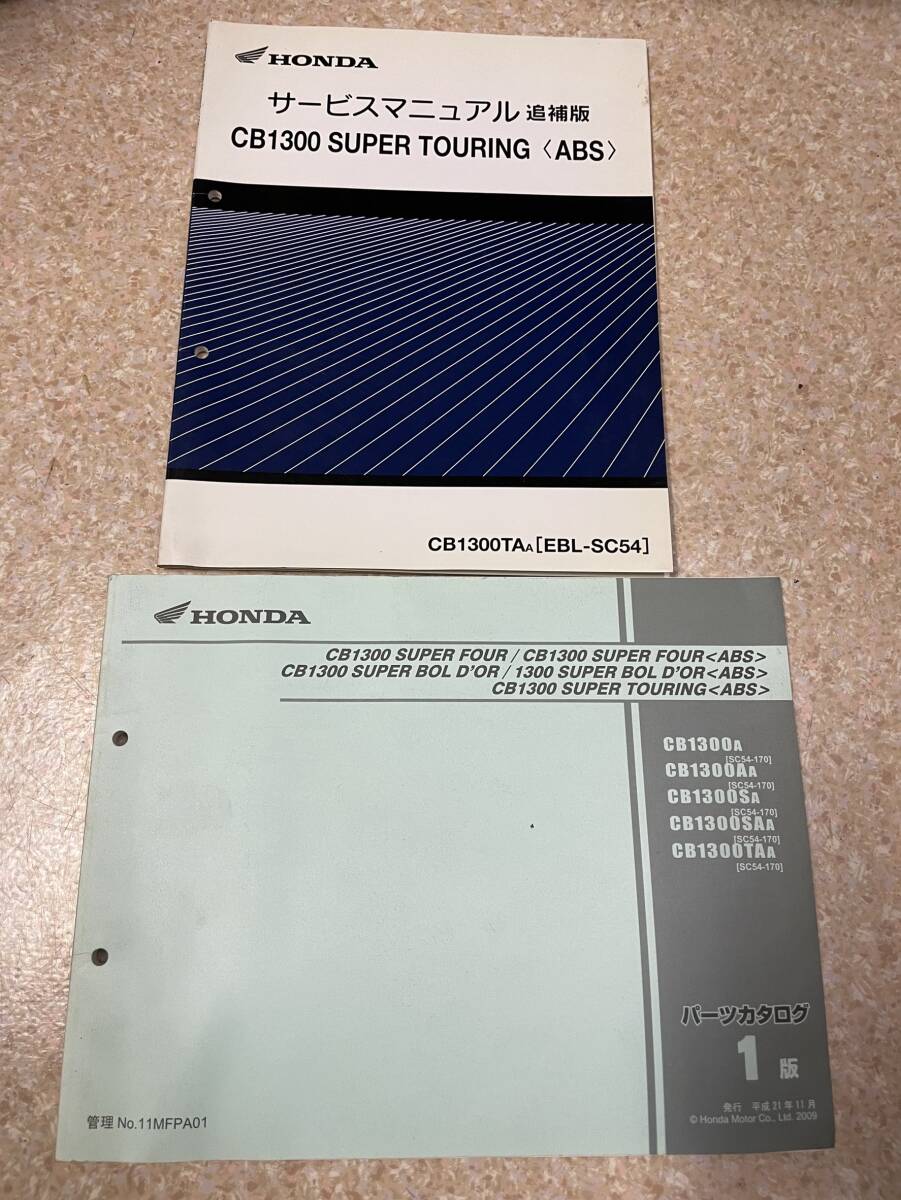 HONDA
サービスマニュアル 追補版
CB1300 SUPER TOURING〈ABS〉
CB1300TAA[EBL-SC54]
HONDA
CB1300 SUPER FOUR / CB1300 SUPER FOUR<ABS>
CB1300 SUPER BOL D'OR / 1300 SUPER BOL D'OR<ABS>
CB1300 SUPER TOURING<ABS>
CB1300A
[SC54-170]
CB1300AA
[SC54-170]
CB1300SA
[SC54-170]
CB1300SAA
[SC54-170]
CB1300TAA
[SC54-170]
パーツカタログ
1 版
発行 平成21年11月
© Honda Motor Co., Ltd. 2009
管理 No.11MFPA01